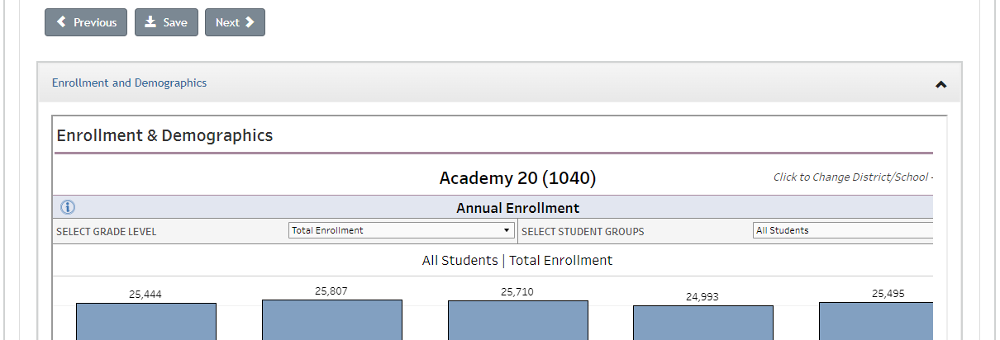 Previous Save Next
Enrollment and Demographics
Enrollment & Demographics
Academy 20 (1040) Click to Change District/School -
Annual Enrollment
SELECT GRADE LEVEL Total Enrollment SELECT STUDENT GROUPS All Students
All Students | Total Enrollment
25,444 25,807 25,710 24,993 25,495